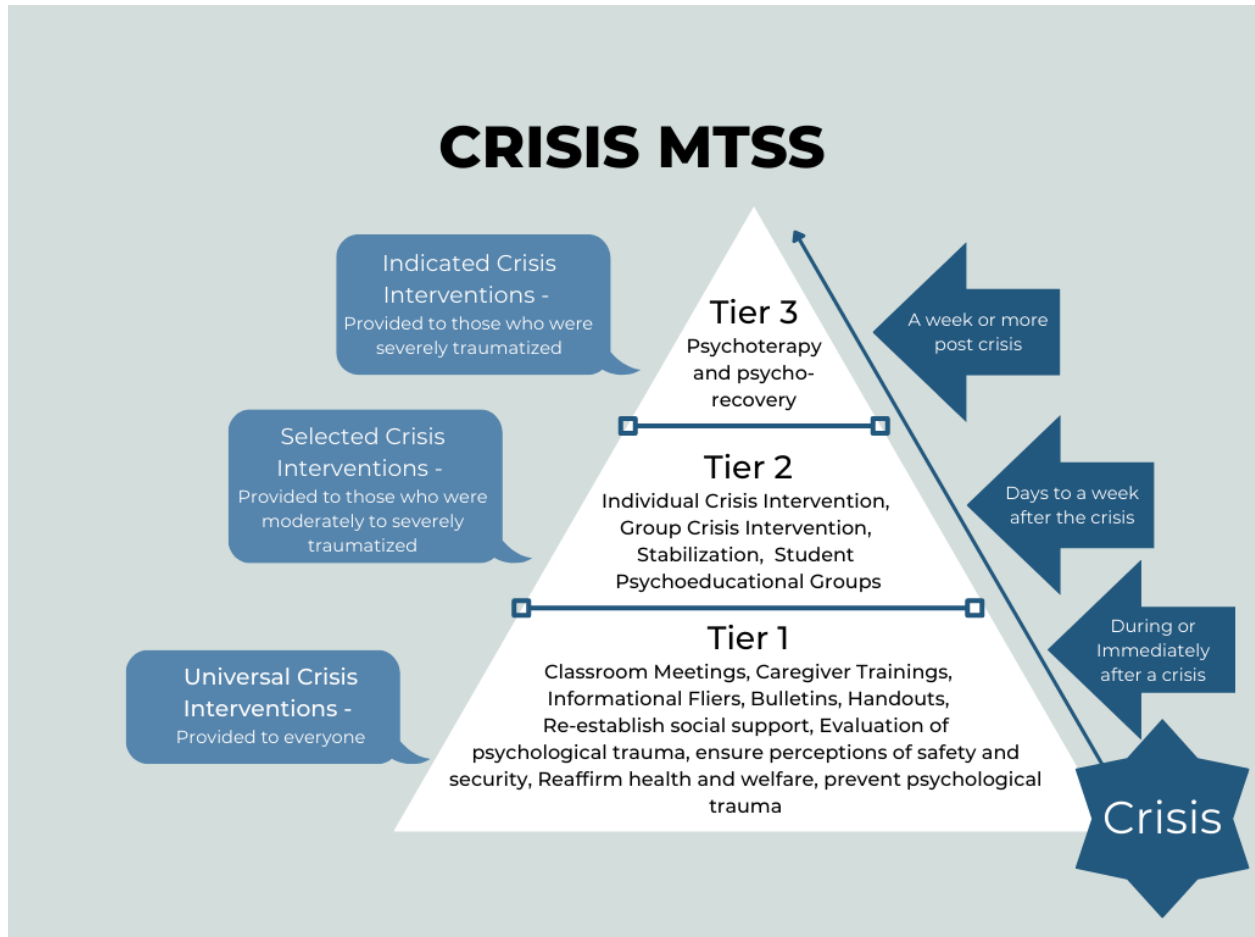 CRISIS MTSS
Indicated Crisis
Interventions -
Provided to those who were
severely traumatized
Tier 3
Psychoterapy
and psycho-
recovery
A week or more
post crisis
Selected Crisis
Interventions -
Provided to those who were
moderately to severely
traumatized
Tier 2
Individual Crisis Intervention,
Group Crisis Intervention,
Stabilization, Student
Psychoeducational Groups
Days to a week
after the crisis
Universal Crisis
Interventions -
Provided to everyone
Tier 1
Classroom Meetings, Caregiver Trainings,
Informational Fliers, Bulletins, Handouts,
Re-establish social support, Evaluation of
psychological trauma, ensure perceptions of safety and
security, Reaffirm health and welfare, prevent psychological
trauma
During or
Immediately
after a crisis
Crisis